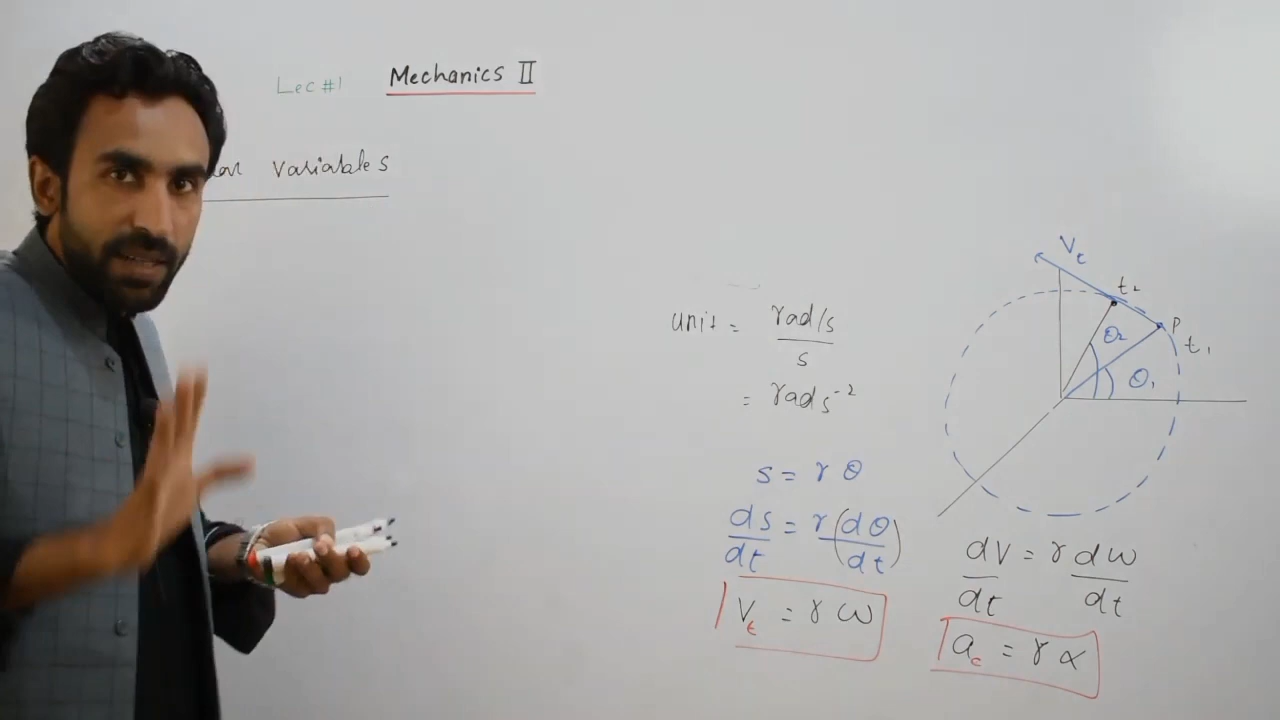 Lec #1
Mechanics II
variables
unit = rad/s
s
= rad s⁻²
s = r θ
ds/dt = r (dθ/dt)
Vt = r ω
Vt
t₂
P
t₁
θ₂
θ₁
dV/dt = r dω/dt
ac = r α